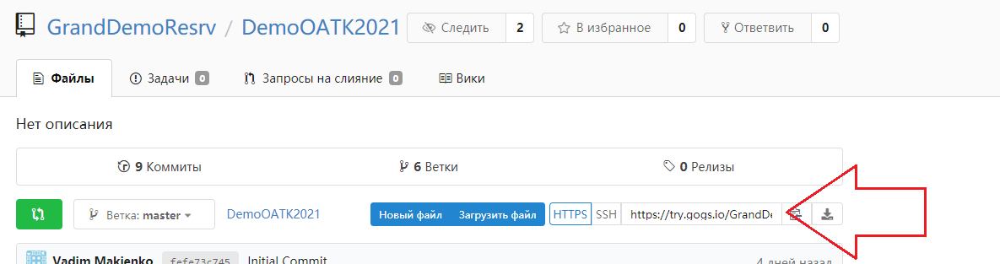 GrandDemoResrv / DemoOATK2021 Следить 2 В избранное 0 Ответвить 0
Файлы Задачи 0 Запросы на слияние 0 Вики
Нет описания
9 Коммиты 6 Ветки 0 Релизы
Ветка: master DemoOATK2021 Новый файл Загрузить файл HTTPS SSH https://try.gogs.io/GrandDe
Vadim Makienko fefe73c745 Initial Commit 4 дней назад